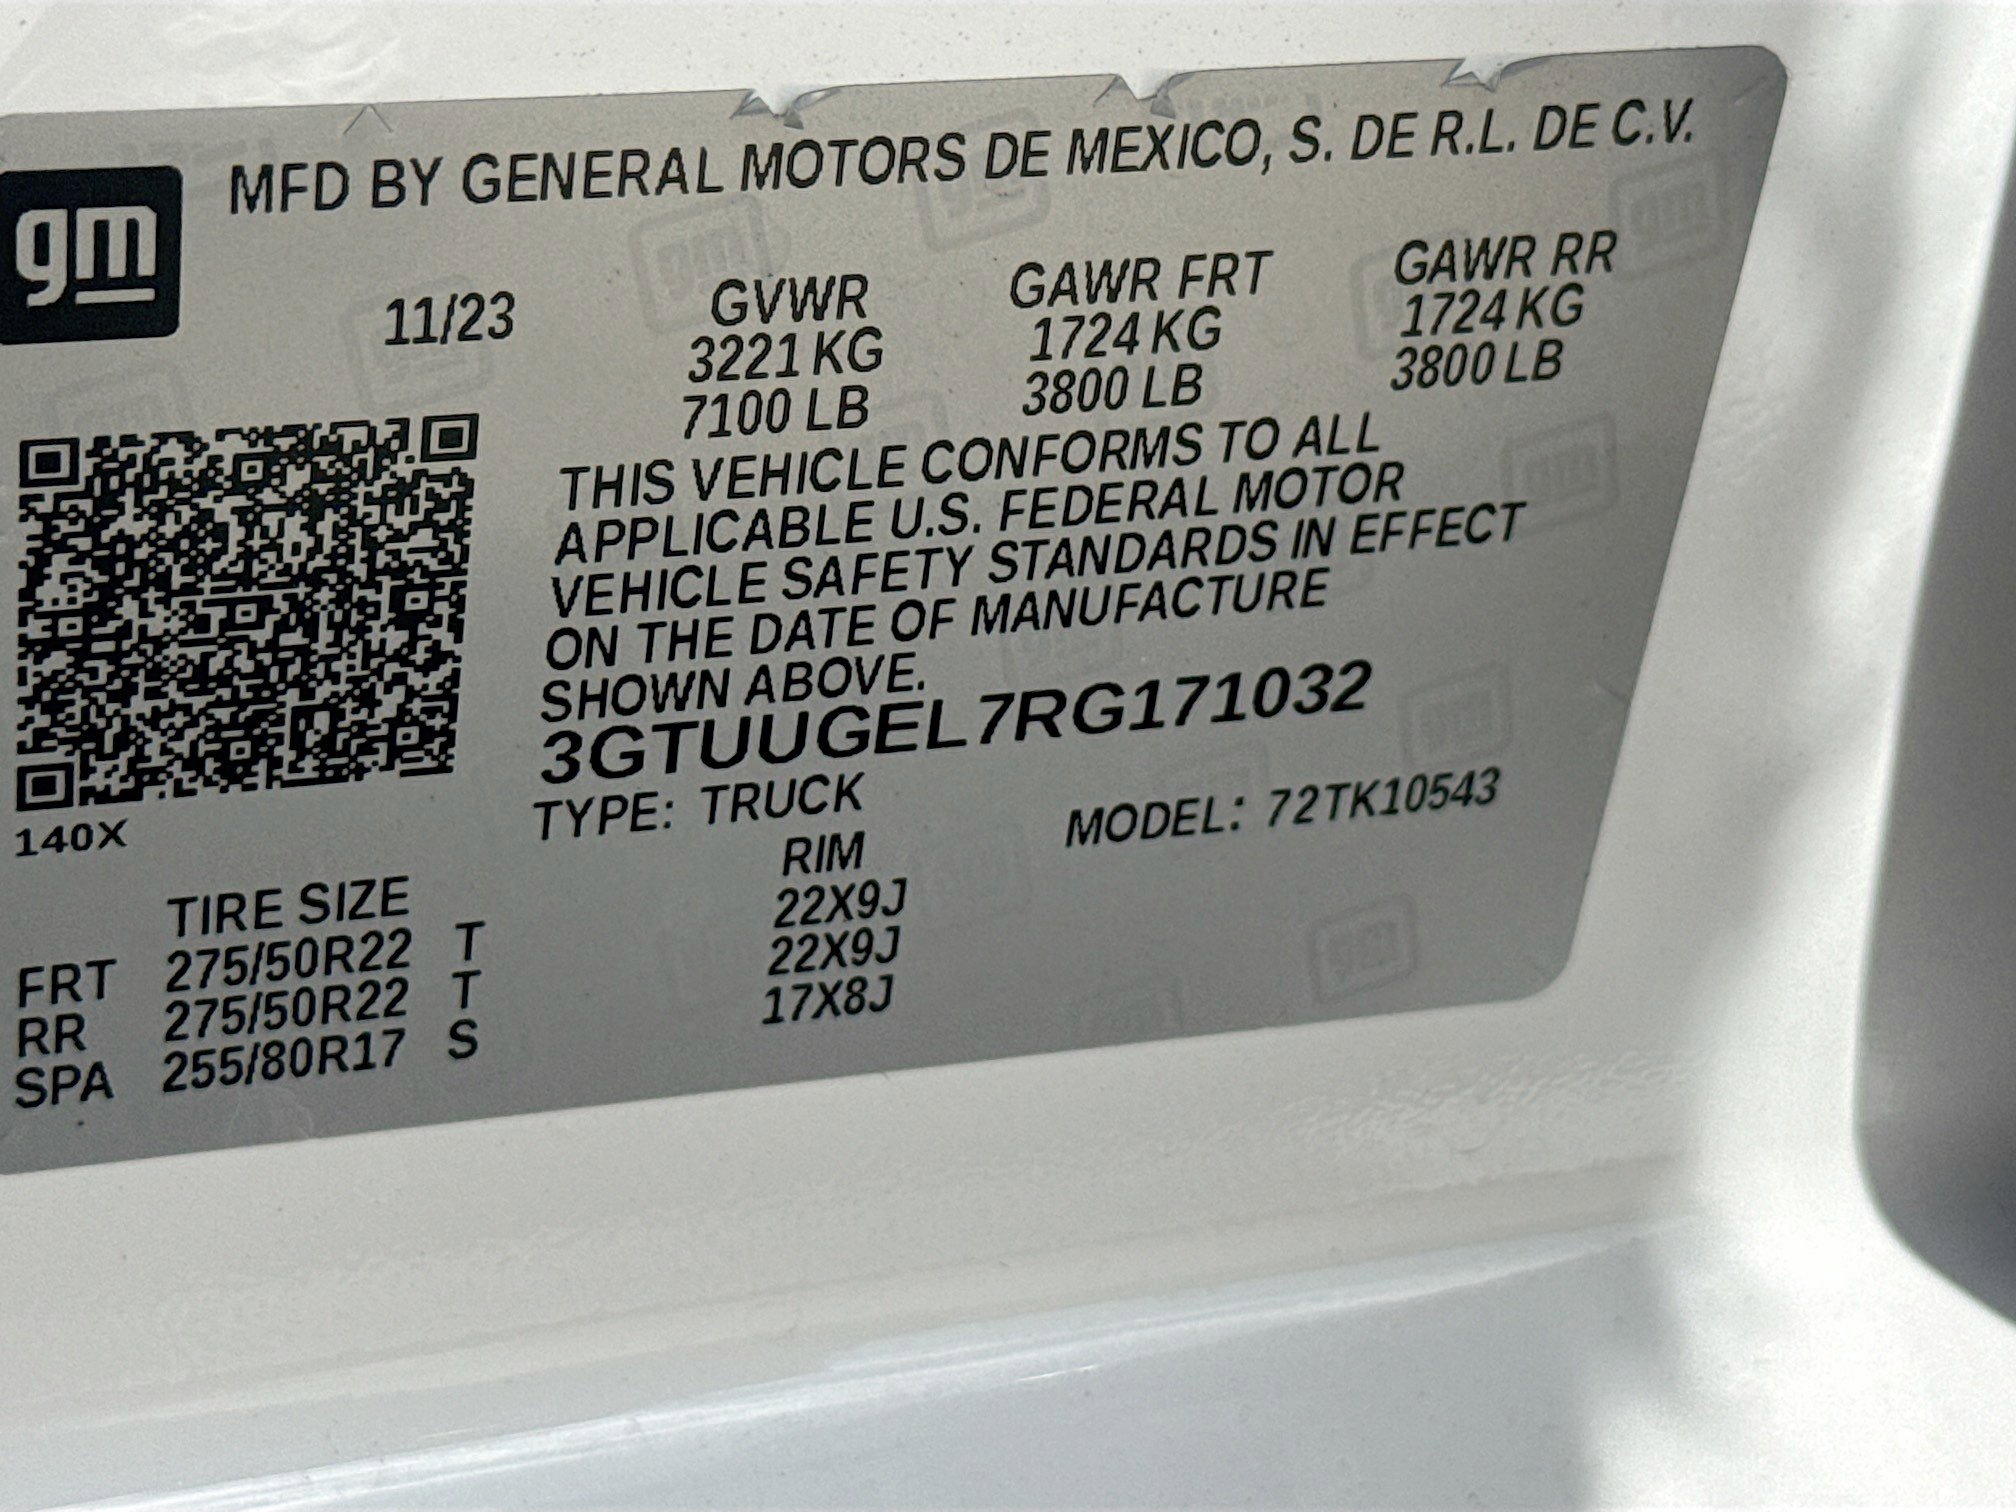 MFD BY GENERAL MOTORS DE MEXICO, S. DE R.L. DE C.V.
gm
11/23 GVWR GAWR FRT GAWR RR
3221 KG 1724 KG 1724 KG
7100 LB 3800 LB 3800 LB
THIS VEHICLE CONFORMS TO ALL
APPLICABLE U.S. FEDERAL MOTOR
VEHICLE SAFETY STANDARDS IN EFFECT
ON THE DATE OF MANUFACTURE
SHOWN ABOVE.
3GTUUGEL7RG171032
140X
TYPE: TRUCK MODEL: 72TK10543
TIRE SIZE RIM
FRT 275/50R22 T 22X9J
RR 275/50R22 T 22X9J
SPA 255/80R17 S 17X8J